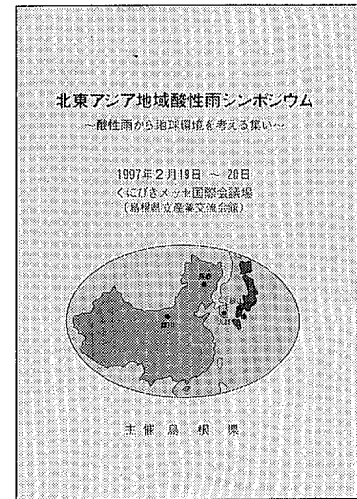 北東アジア地域酸性雨シンポジウム
～酸性雨から地球環境を考える集い～
1997年2月19日 ～ 20日
くにびきメッセ国際会議場
(島根県立産業交流会館)
主催 島根県